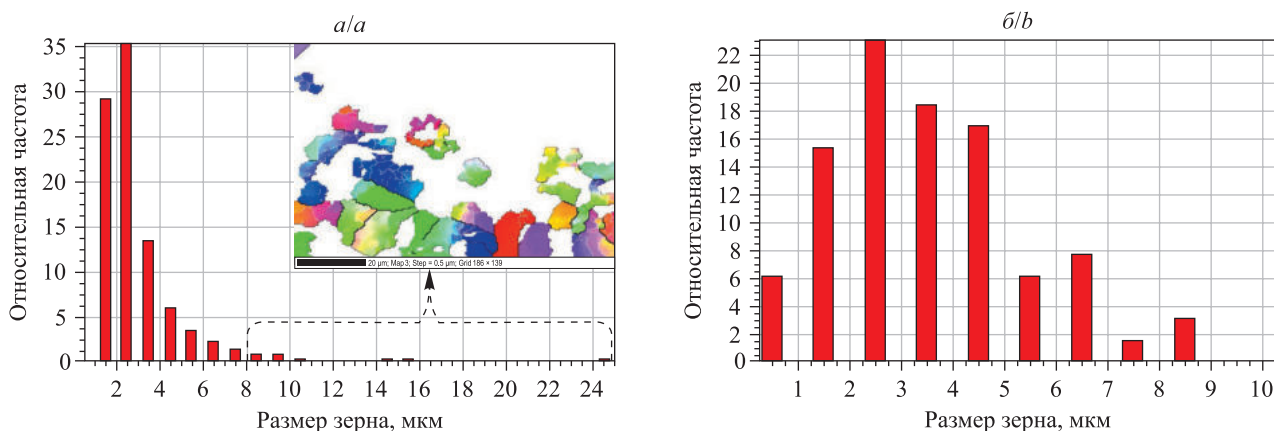 а/a
Относительная частота
35
30
25
20
15
10
5
0
20 µm; Map 3; Step = 0.5 µm; Grid 186 × 139
2 4 6 8 10 12 14 16 18 20 22 24
Размер зерна, мкм
б/b
Относительная частота
22
20
18
16
14
12
10
8
6
4
2
0
1 2 3 4 5 6 7 8 9 10
Размер зерна, мкм